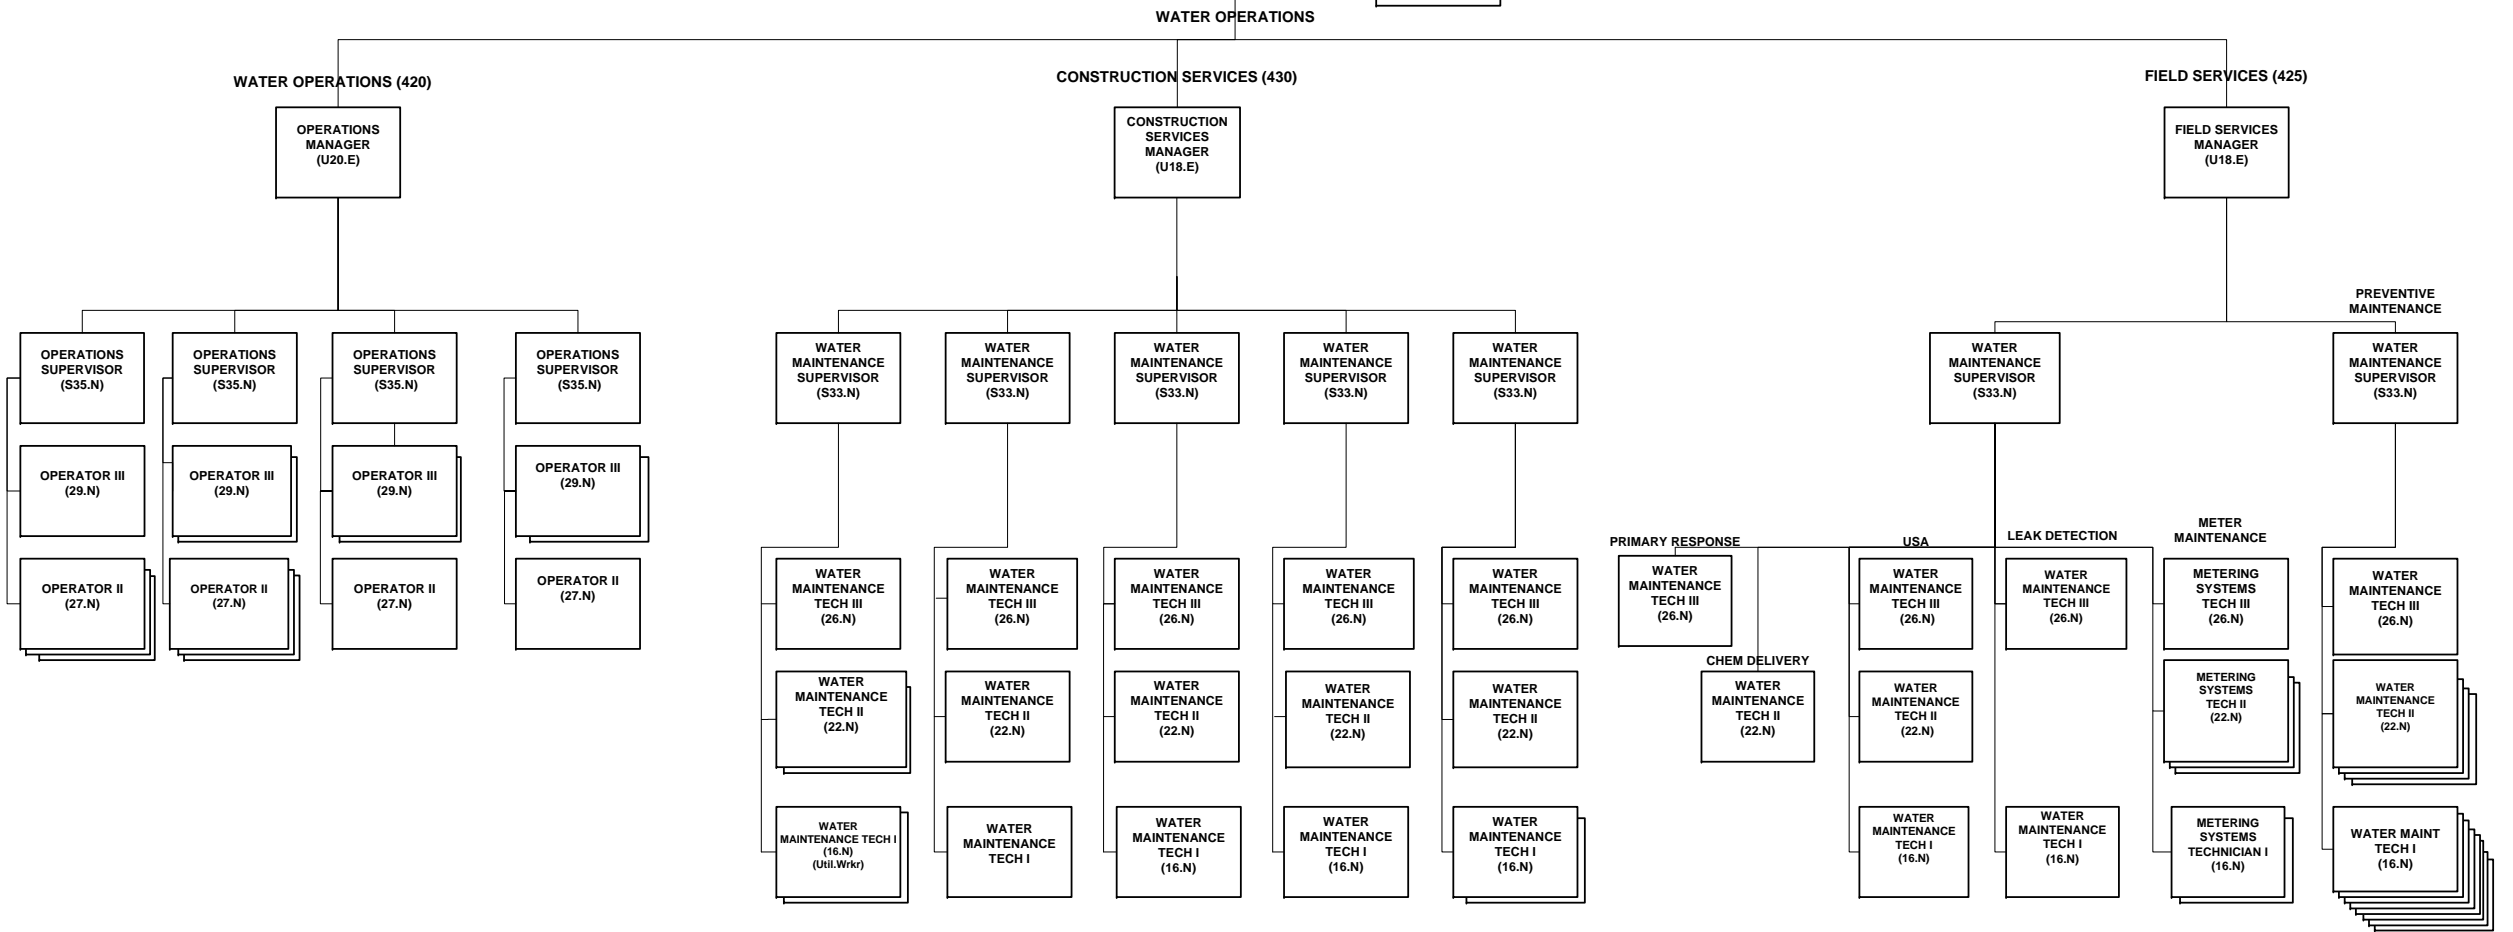 WATER OPERATIONS
WATER OPERATIONS (420)
OPERATIONS
MANAGER
(U20.E)
OPERATIONS
SUPERVISOR
(S35.N)
OPERATOR III
(29.N)
OPERATOR II
(27.N)
OPERATIONS
SUPERVISOR
(S35.N)
OPERATOR III
(29.N)
OPERATOR II
(27.N)
OPERATIONS
SUPERVISOR
(S35.N)
OPERATOR III
(29.N)
OPERATOR II
(27.N)
OPERATIONS
SUPERVISOR
(S35.N)
OPERATOR III
(29.N)
OPERATOR II
(27.N)
CONSTRUCTION SERVICES (430)
CONSTRUCTION
SERVICES
MANAGER
(U18.E)
WATER
MAINTENANCE
SUPERVISOR
(S33.N)
WATER
MAINTENANCE
TECH III
(26.N)
WATER
MAINTENANCE
TECH II
(22.N)
WATER
MAINTENANCE TECH I
(16.N)
(Util.Wrkr)
WATER
MAINTENANCE
SUPERVISOR
(S33.N)
WATER
MAINTENANCE
TECH III
(26.N)
WATER
MAINTENANCE
TECH II
(22.N)
WATER
MAINTENANCE
TECH I
WATER
MAINTENANCE
SUPERVISOR
(S33.N)
WATER
MAINTENANCE
TECH III
(26.N)
WATER
MAINTENANCE
TECH II
(22.N)
WATER
MAINTENANCE
TECH I
(16.N)
WATER
MAINTENANCE
SUPERVISOR
(S33.N)
WATER
MAINTENANCE
TECH III
(26.N)
WATER
MAINTENANCE
TECH II
(22.N)
WATER
MAINTENANCE
TECH I
(16.N)
WATER
MAINTENANCE
SUPERVISOR
(S33.N)
WATER
MAINTENANCE
TECH III
(26.N)
WATER
MAINTENANCE
TECH II
(22.N)
WATER
MAINTENANCE
TECH I
(16.N)
FIELD SERVICES (425)
FIELD SERVICES
MANAGER
(U18.E)
WATER
MAINTENANCE
SUPERVISOR
(S33.N)
PRIMARY RESPONSE
WATER
MAINTENANCE
TECH III
(26.N)
CHEM DELIVERY
WATER
MAINTENANCE
TECH II
(22.N)
USA
WATER
MAINTENANCE
TECH III
(26.N)
WATER
MAINTENANCE
TECH II
(22.N)
WATER
MAINTENANCE
TECH I
(16.N)
LEAK DETECTION
WATER
MAINTENANCE
TECH III
(26.N)
WATER
MAINTENANCE
TECH I
(16.N)
METER
MAINTENANCE
METERING
SYSTEMS
TECH III
(26.N)
METERING
SYSTEMS
TECH II
(22.N)
METERING
SYSTEMS
TECHNICIAN I
(16.N)
PREVENTIVE
MAINTENANCE
WATER
MAINTENANCE
SUPERVISOR
(S33.N)
WATER
MAINTENANCE
TECH III
(26.N)
WATER
MAINTENANCE
TECH II
(22.N)
WATER MAINT
TECH I
(16.N)